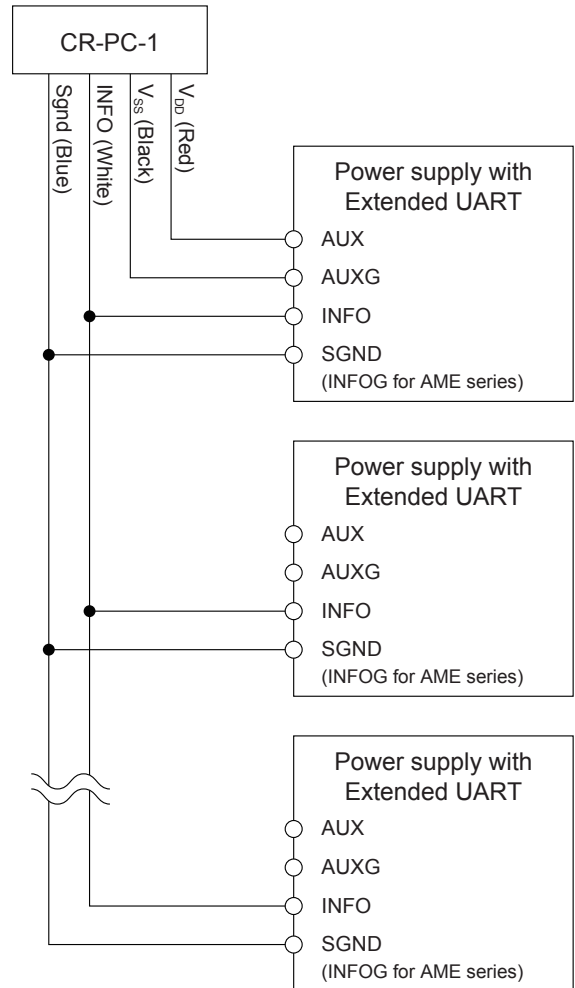 CR-PC-1
Sgnd (Blue)
INFO (White)
VSS (Black)
VDD (Red)
Power supply with
Extended UART
AUX
AUXG
INFO
SGND
(INFOG for AME series)
Power supply with
Extended UART
AUX
AUXG
INFO
SGND
(INFOG for AME series)
Power supply with
Extended UART
AUX
AUXG
INFO
SGND
(INFOG for AME series)